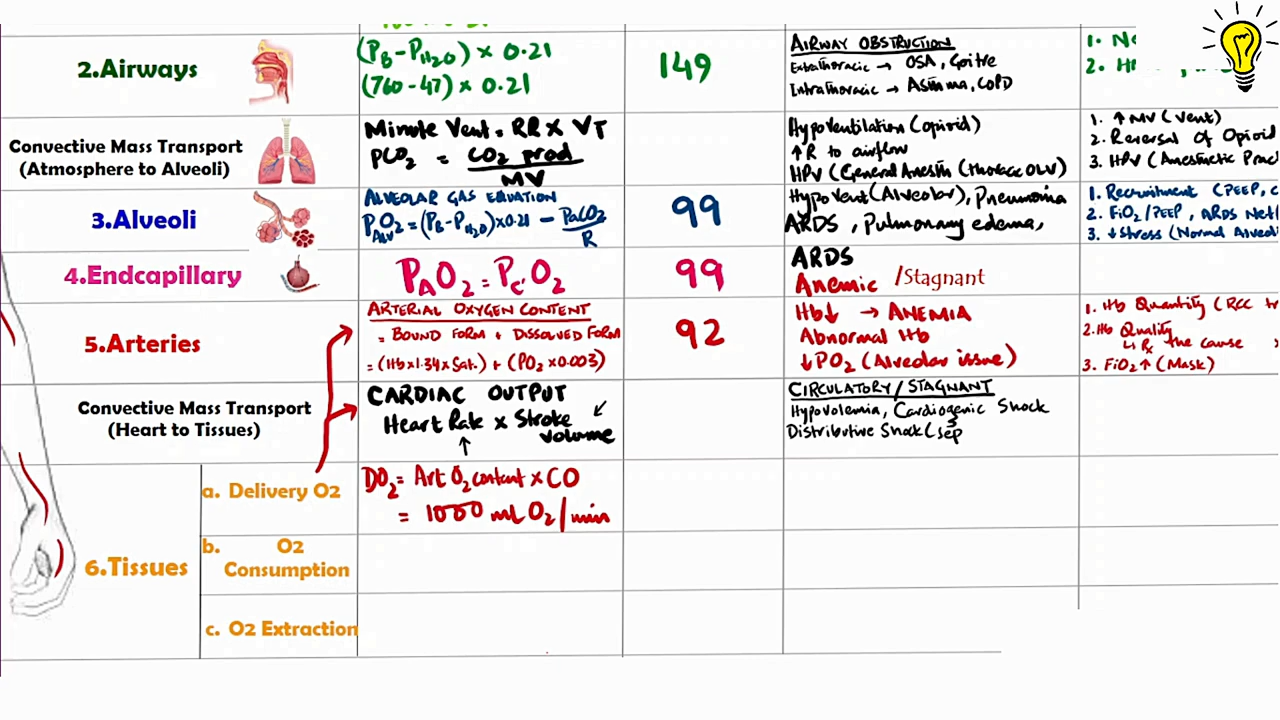 2.Airways
(PB-PH2O) x 0.21
(760-47) x 0.21
149
AIRWAY OBSTRUCTION
Extrathoracic → OSA, Goitre
Intrathoracic → Asthma, COPD
1.
2.
Convective Mass Transport
(Atmosphere to Alveoli)
Minute Vent = RR x VT
PCO2 = CO2 prod
MV
Hypoventilation (opioid)
↑R to airflow
HPV (General Anesth (thoracic OLV)
1. ↑MV (Vent)
2. Reversal of Opioid
3. HPV (Anesthetic
3.Alveoli
ALVEOLAR GAS EQUATION
PALVO2 = (PB-PH2O)x0.21 - PaCO2
R
99
Hypovent (Alveolar), Pneumonia
ARDS, Pulmonary edema,
1. Recruitment (PEEP,
2. FiO2/PEEP, ARDS
3. ↓Stress (Normal
4.Endcapillary
PAO2 = PC'O2
99
ARDS
Anemic /Stagnant
5.Arteries
ARTERIAL OXYGEN CONTENT
= BOUND FORM + DISSOLVED FORM
= (Hb x 1.34 x Sat.) + (PO2 x 0.003)
92
Hb↓ → ANEMIA
Abnormal Hb
↓PO2 (Alveolar issue)
1. Hb Quantity (RCC
2. Hb Quality
↳ Rx the cause
3. FiO2↑ (Mask)
Convective Mass Transport
(Heart to Tissues)
CARDIAC OUTPUT
Heart Rate x Stroke
volume
CIRCULATORY/STAGNANT
Hypovolemia, Cardiogenic Shock
Distributive Shock (sep
6.Tissues
a. Delivery O2
DO2 = Art O2 content x CO
= 1000 mL O2/min
b. O2
Consumption
c. O2 Extraction